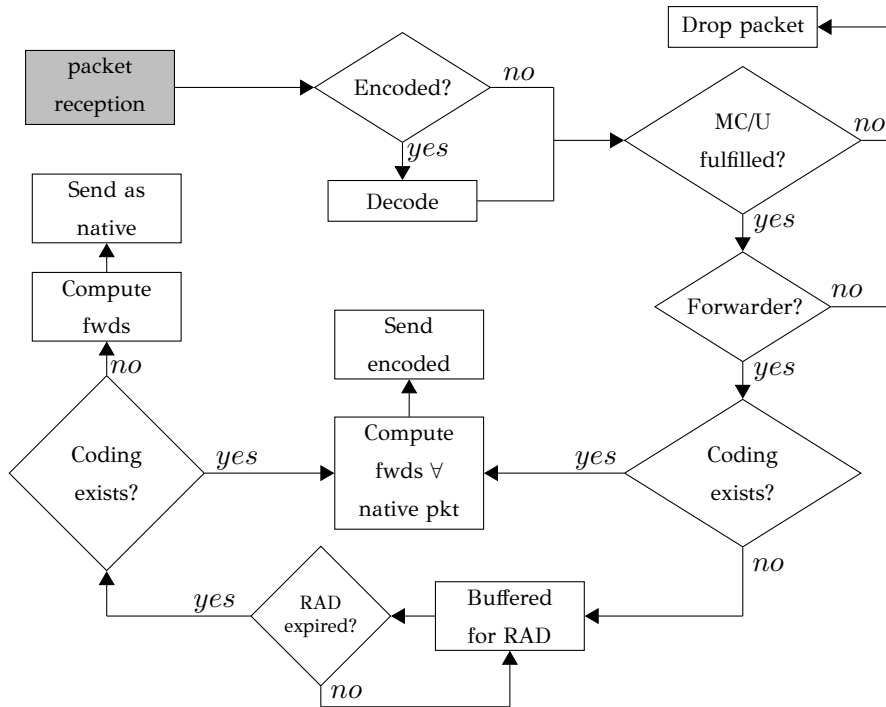 Drop packet
packet
reception
Encoded?
no
MC/U
fulfilled?
no
yes
Decode
Send as
native
yes
Compute
fwds
Forwarder?
no
Send
encoded
no
yes
Coding
exists?
yes
Compute
fwds ∀
native pkt
yes
Coding
exists?
no
RAD
expired?
yes
Buffered
for RAD
no